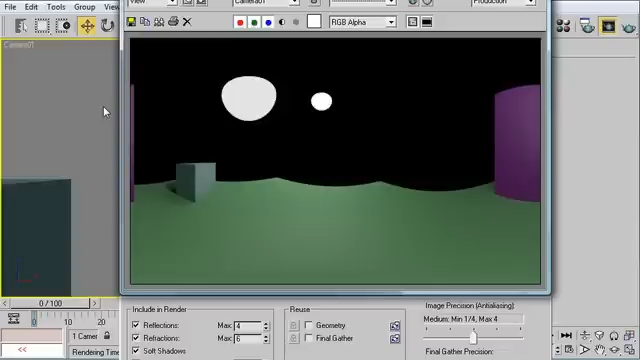 File Edit Tools Group View
View
Camera01
Production
RGB Alpha
Camera01
0 / 100
0 10 20
1 Camer
Rendering Time
<<
Include in Render
Reflections: Max: 4
Refractions: Max: 6
Soft Shadows
Reuse
Geometry
Final Gather
Image Precision (Antialiasing):
Medium: Min 1/4, Max 4
Final Gather Precision: